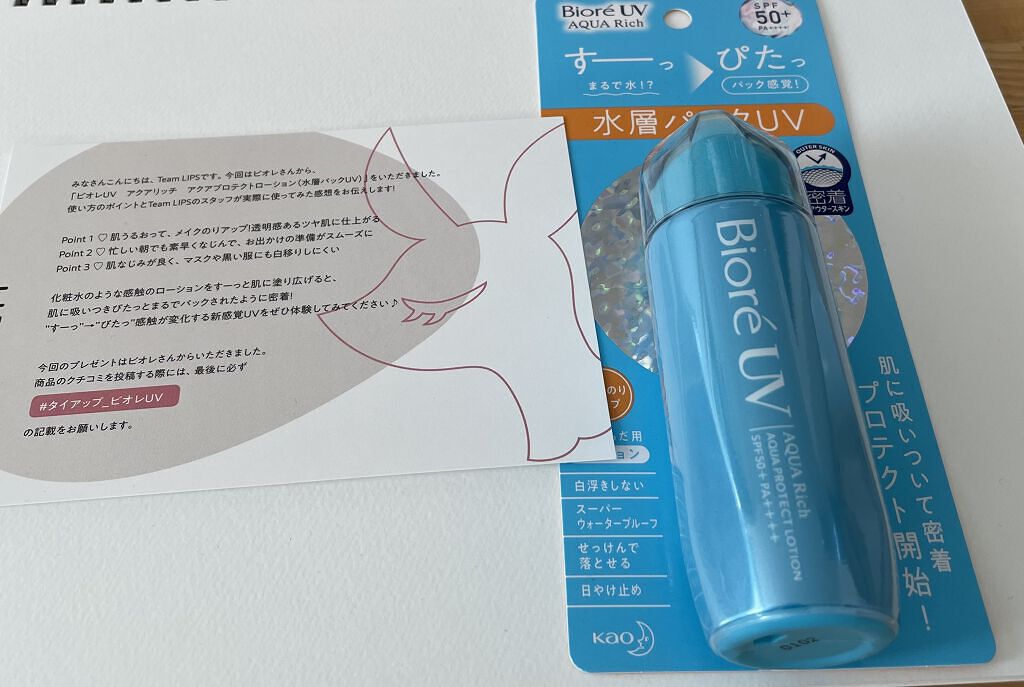 みなさんこんにちは、Team LIPSです。今回はビオレさんから、
「ビオレUV　アクアリッチ　アクアプロテクトローション(水層パックUV)」をいただきました。
使い方のポイントとTeam LIPSのスタッフが実際に使ってみた感想をお伝えします!
Point 1 ♡ 肌うるおって、メイクのりアップ!透明感あるツヤ肌に仕上がる
Point 2 ♡ 忙しい朝でも素早くなじんで、お出かけの準備がスムーズに
Point 3 ♡ 肌なじみが良く、マスクや黒い服にも白移りしにくい
化粧水のような感触のローションをすーっと肌に塗り広げると、
肌に吸いつきぴたっとまるでパックされたように密着!
"すーっ"→"ぴたっ"感触が変化する新感覚UVをぜひ体験してみてください♪
今回のプレゼントはビオレさんからいただきました。
商品のクチコミを投稿する際には、最後に必ず
#タイアップ_ビオレUV
の記載をお願いします。
Bioré UV
AQUA Rich
SPF
50+
PA++++
すーっ
ぴたっ
まるで水!?
パック感覚!
水層パックUV
OUTER SKIN
密着
アウタースキン
Bioré UV
AQUA Rich
AQUA PROTECT LOTION
SPF50+ PA++++
肌に吸いついて密着
プロテクト開始!
白浮きしない
スーパー
ウォータープルーフ
せっけんで
落とせる
日やけ止め
Kao
0102